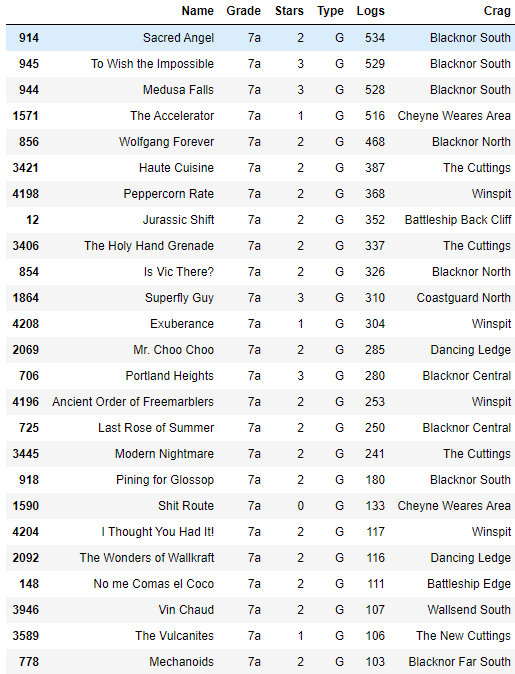 Name Grade Stars Type Logs Crag
914 Sacred Angel 7a 2 G 534 Blacknor South
945 To Wish the Impossible 7a 3 G 529 Blacknor South
944 Medusa Falls 7a 3 G 528 Blacknor South
1571 The Accelerator 7a 1 G 516 Cheyne Weares Area
856 Wolfgang Forever 7a 2 G 468 Blacknor North
3421 Haute Cuisine 7a 2 G 387 The Cuttings
4198 Peppercorn Rate 7a 2 G 368 Winspit
12 Jurassic Shift 7a 2 G 352 Battleship Back Cliff
3406 The Holy Hand Grenade 7a 2 G 337 The Cuttings
854 Is Vic There? 7a 2 G 326 Blacknor North
1864 Superfly Guy 7a 3 G 310 Coastguard North
4208 Exuberance 7a 1 G 304 Winspit
2069 Mr. Choo Choo 7a 2 G 285 Dancing Ledge
706 Portland Heights 7a 3 G 280 Blacknor Central
4196 Ancient Order of Freemarblers 7a 2 G 253 Winspit
725 Last Rose of Summer 7a 2 G 250 Blacknor Central
3445 Modern Nightmare 7a 2 G 241 The Cuttings
918 Pining for Glossop 7a 2 G 180 Blacknor South
1590 Shit Route 7a 0 G 133 Cheyne Weares Area
4204 I Thought You Had It! 7a 2 G 117 Winspit
2092 The Wonders of Wallkraft 7a 2 G 116 Dancing Ledge
148 No me Comas el Coco 7a 2 G 111 Battleship Edge
3946 Vin Chaud 7a 2 G 107 Wallsend South
3589 The Vulcanites 7a 1 G 106 The New Cuttings
778 Mechanoids 7a 2 G 103 Blacknor Far South